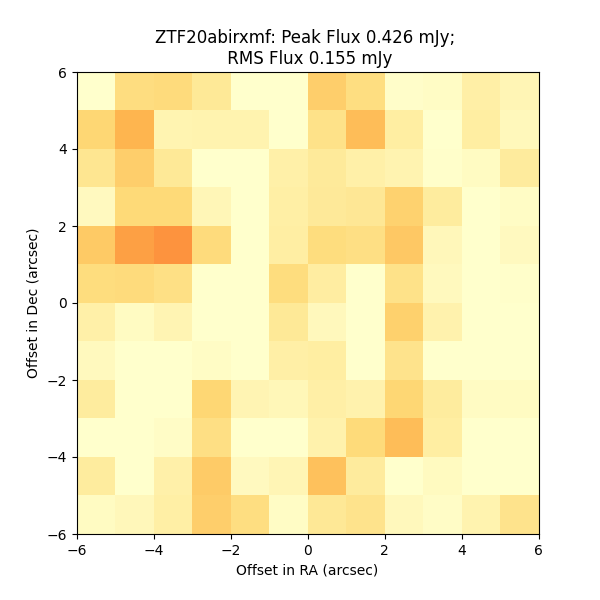 ZTF20abirxmf: Peak Flux 0.426 mJy;
RMS Flux 0.155 mJy
6
4
2
0
−2
−4
−6
Offset in Dec (arcsec)
−6 −4 −2 0 2 4 6
Offset in RA (arcsec)